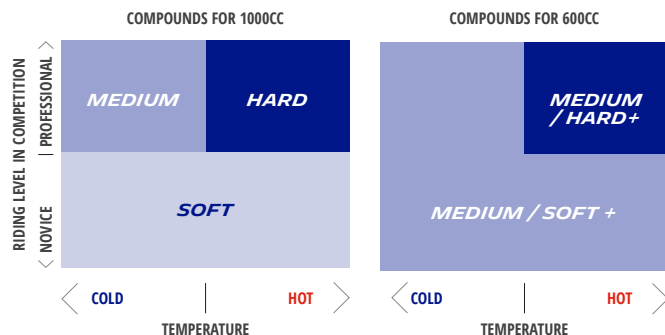 COMPOUNDS FOR 1000CC
COMPOUNDS FOR 600CC
RIDING LEVEL IN COMPETITION
NOVICE
PROFESSIONAL
MEDIUM
HARD
SOFT
MEDIUM
/ HARD+
MEDIUM / SOFT +
COLD
HOT
COLD
HOT
TEMPERATURE
TEMPERATURE